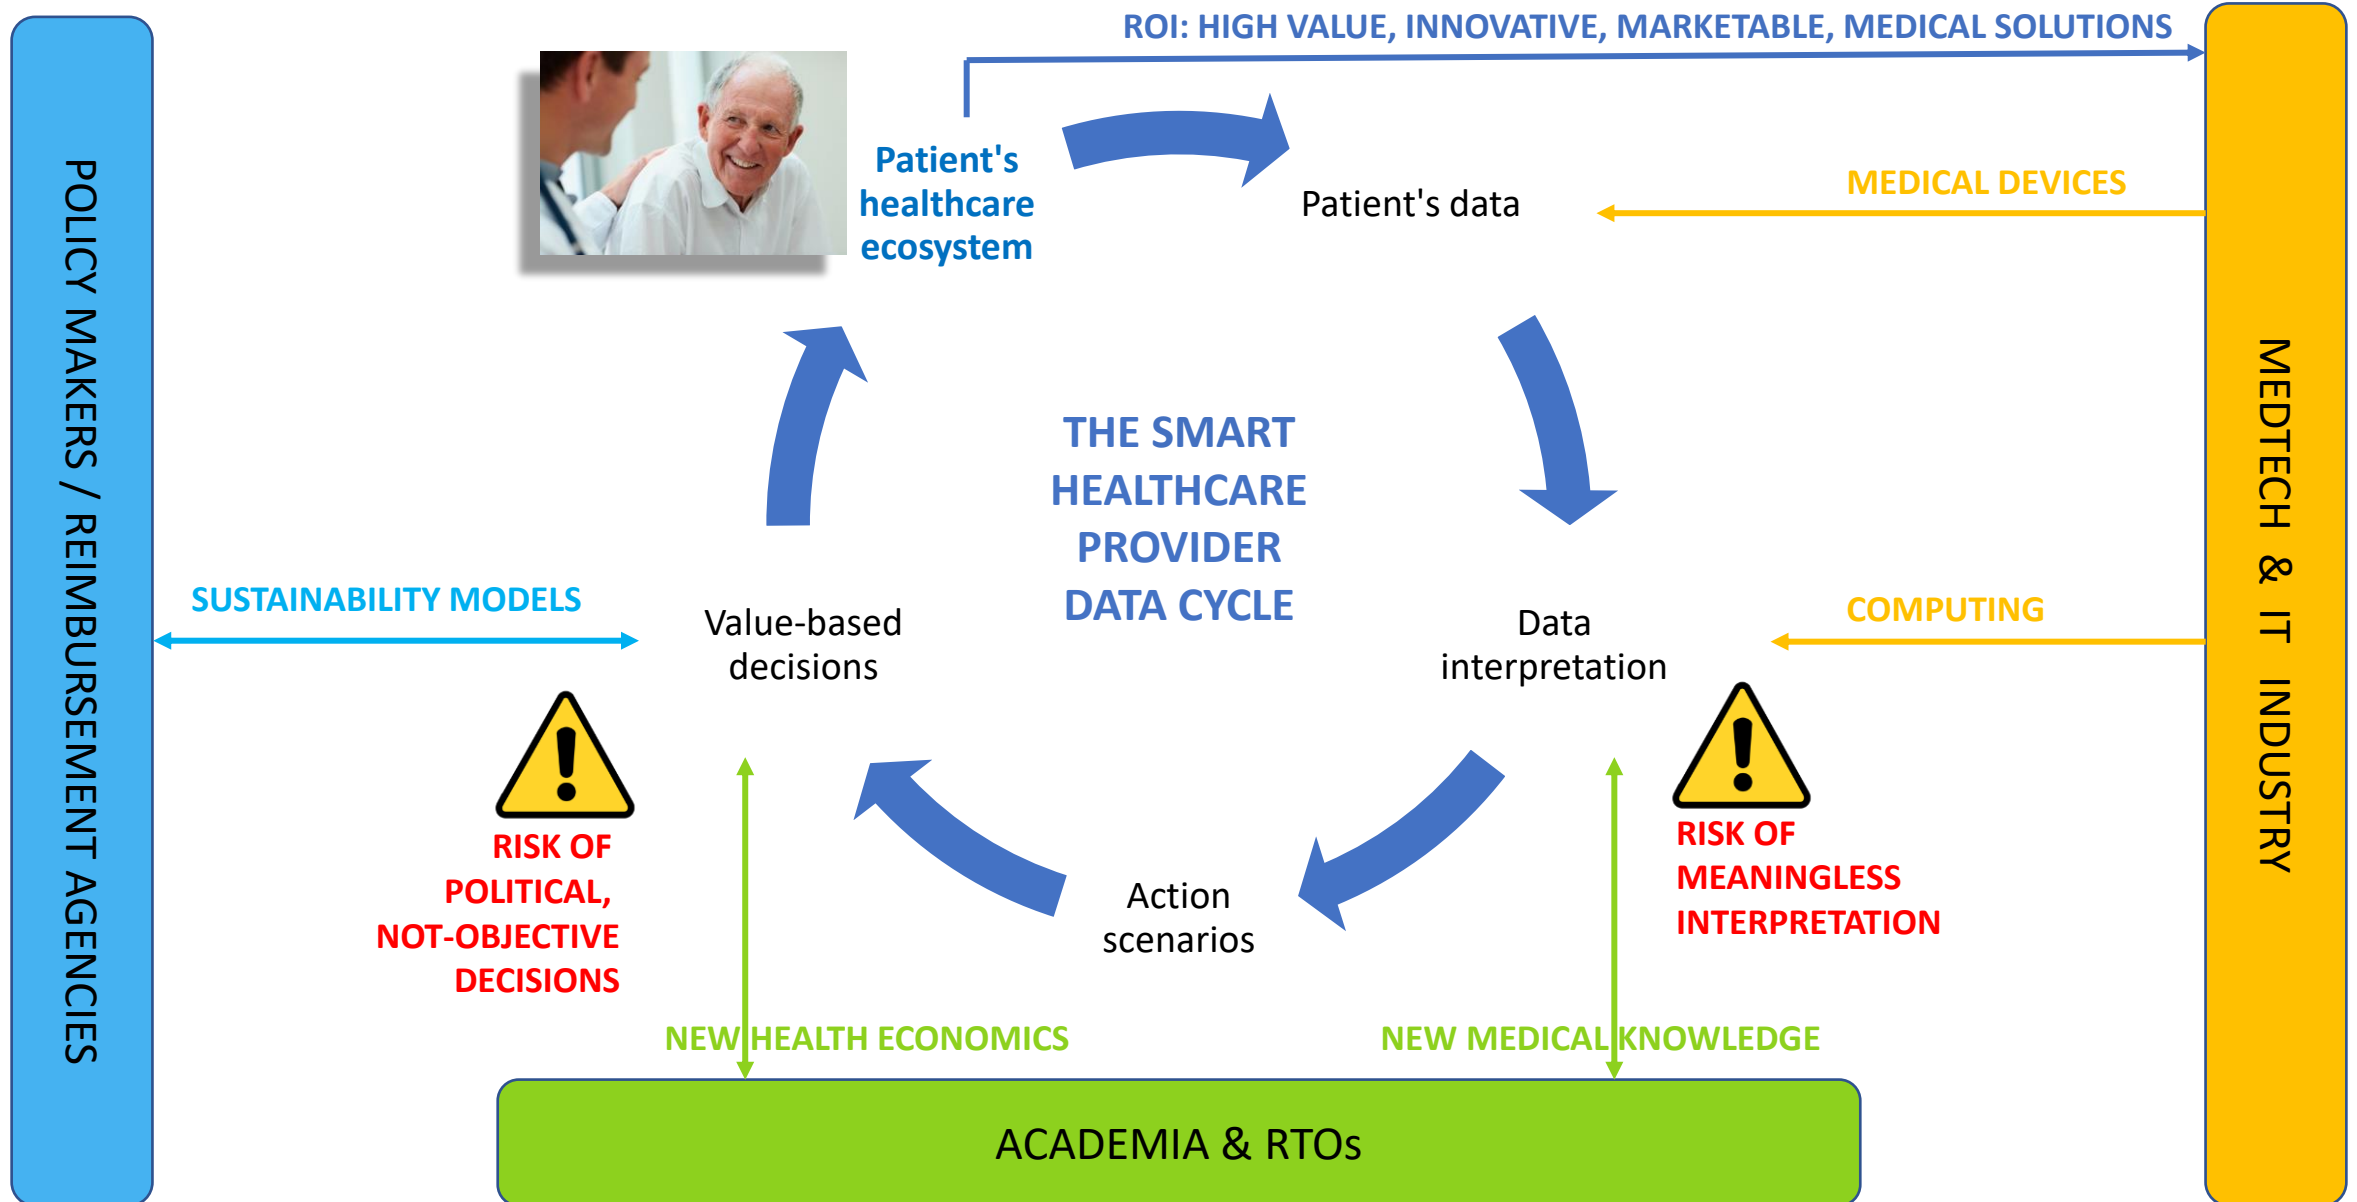 ROI: HIGH VALUE, INNOVATIVE, MARKETABLE, MEDICAL SOLUTIONS
POLICY MAKERS / REIMBURSEMENT AGENCIES
Patient's
healthcare
ecosystem
Patient's data
MEDICAL DEVICES
MEDTECH & IT INDUSTRY
THE SMART
HEALTHCARE
PROVIDER
DATA CYCLE
SUSTAINABILITY MODELS
Value-based
decisions
Data
interpretation
COMPUTING
RISK OF
POLITICAL,
NOT-OBJECTIVE
DECISIONS
Action
scenarios
RISK OF
MEANINGLESS
INTERPRETATION
NEW HEALTH ECONOMICS
NEW MEDICAL KNOWLEDGE
ACADEMIA & RTOs